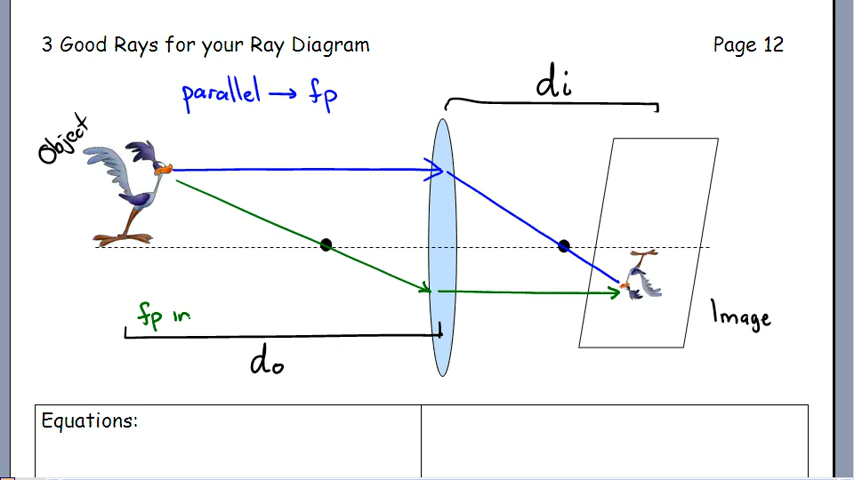 3 Good Rays for your Ray Diagram
Page 12
parallel → fp
di
Object
fp in
Image
do
Equations: